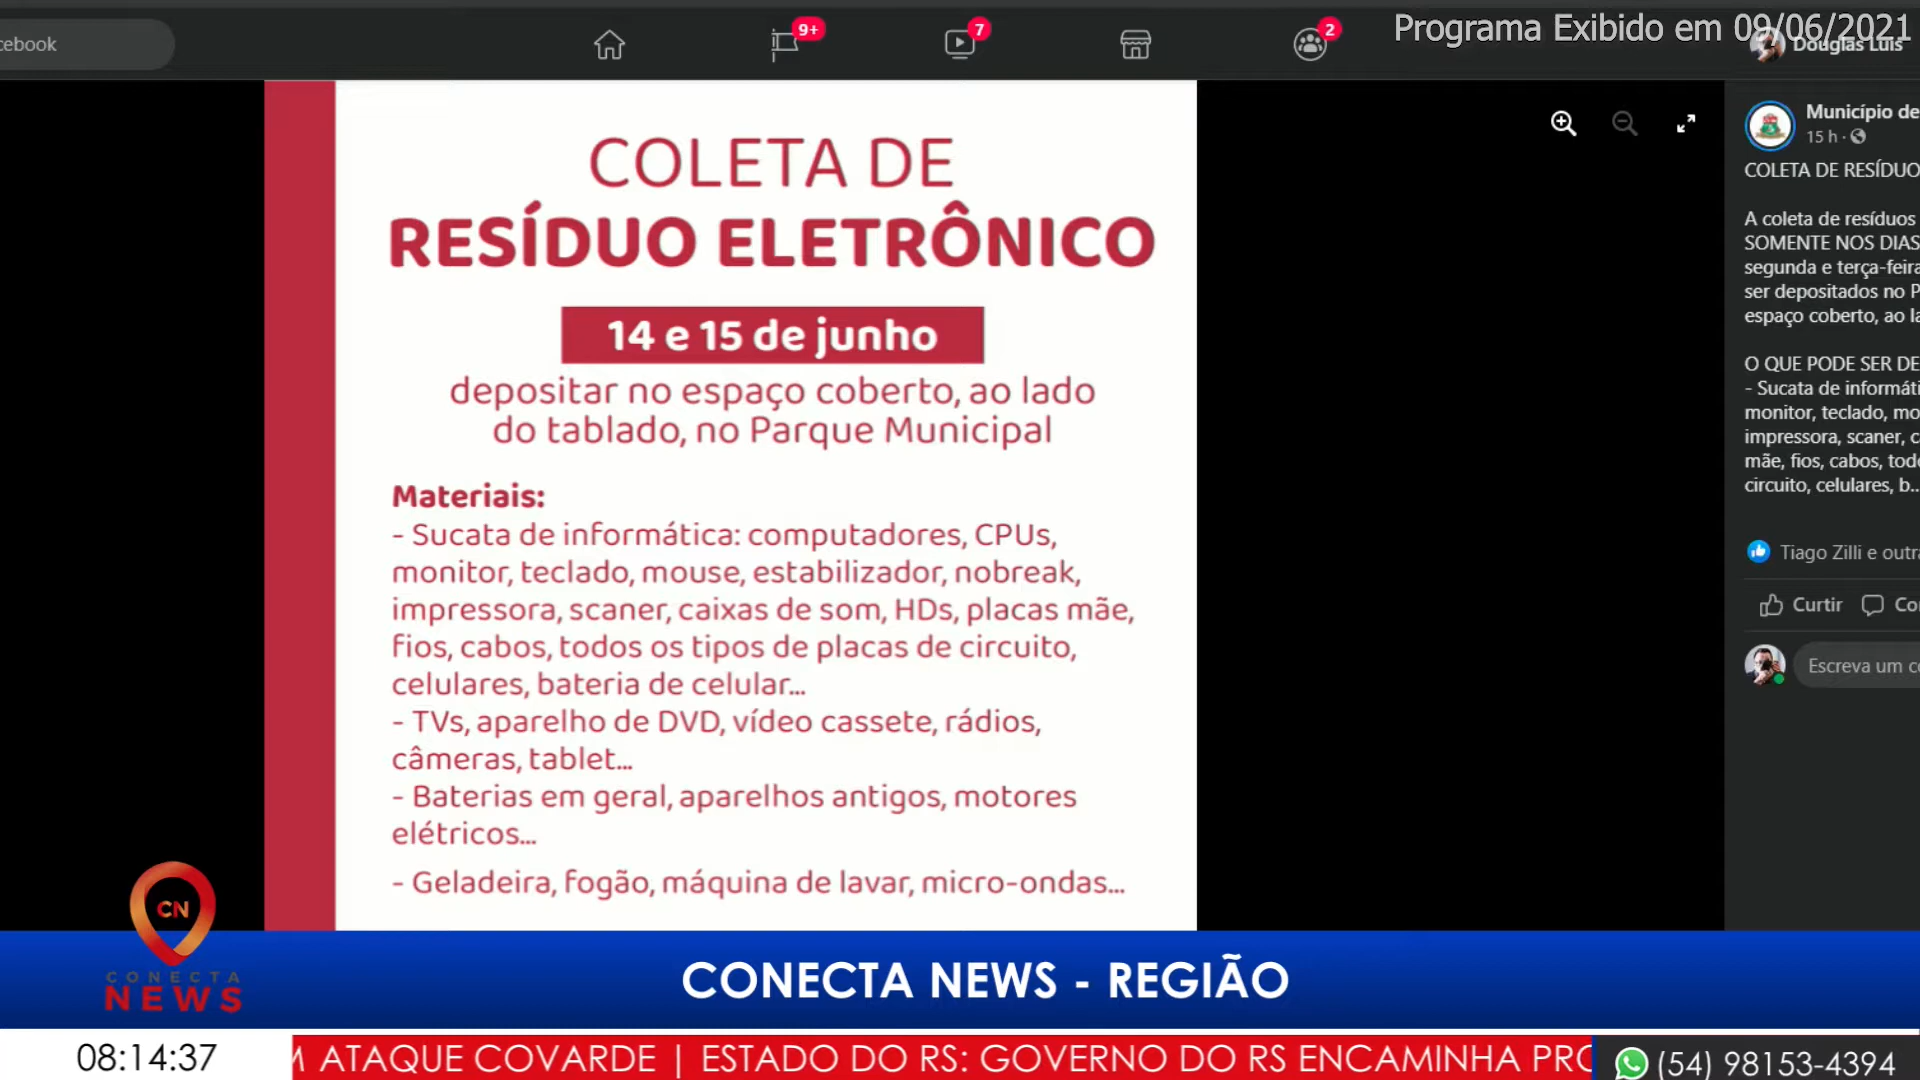 cebook
9+
7
2
Programa Exibido em 09/06/2021
Douglas Luis
COLETA DE
RESÍDUO ELETRÔNICO
14 e 15 de junho
depositar no espaço coberto, ao lado
do tablado, no Parque Municipal
Materiais:
- Sucata de informática: computadores, CPUs,
monitor, teclado, mouse, estabilizador, nobreak,
impressora, scaner, caixas de som, HDs, placas mãe,
fios, cabos, todos os tipos de placas de circuito,
celulares, bateria de celular...
- TVs, aparelho de DVD, vídeo cassete, rádios,
câmeras, tablet...
- Baterias em geral, aparelhos antigos, motores
elétricos...
- Geladeira, fogão, máquina de lavar, micro-ondas...
Município de
15 h ·
COLETA DE RESÍDUO
A coleta de resíduos
SOMENTE NOS DIAS
segunda e terça-feira
ser depositados no P
espaço coberto, ao la
O QUE PODE SER DE
- Sucata de informáti
monitor, teclado, mo
impressora, scaner, c
mãe, fios, cabos, tod
circuito, celulares, b...
Tiago Zilli e outra
Curtir
Co
Escreva um co
CN
CONECTA
NEWS
CONECTA NEWS - REGIÃO
08:14:37
M ATAQUE COVARDE | ESTADO DO RS: GOVERNO DO RS ENCAMINHA PRO
(54) 98153-4394